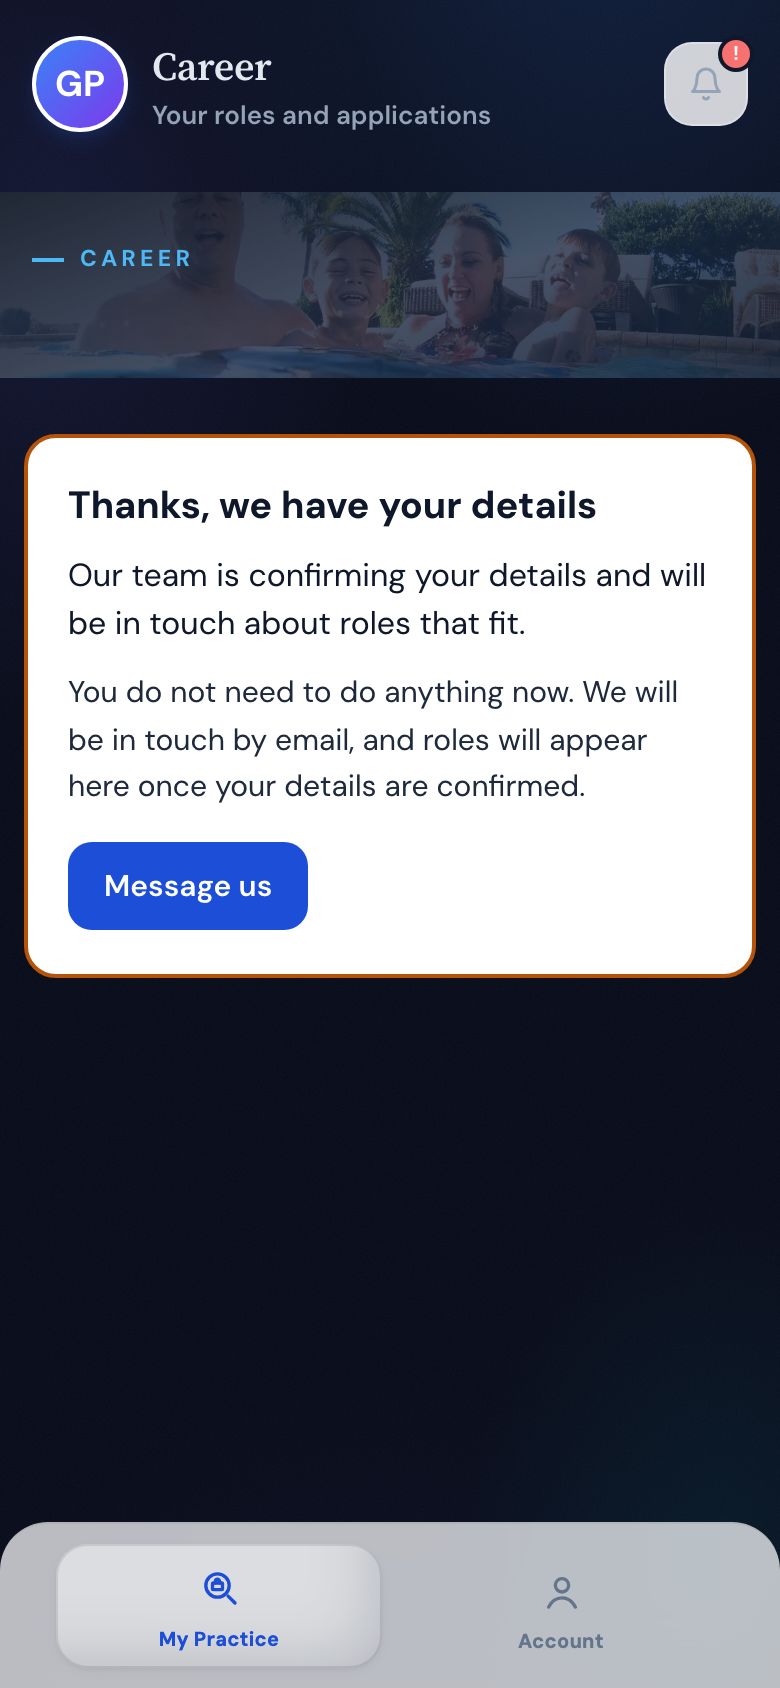 GP
Career
Your roles and applications
!
CAREER
Thanks, we have your details
Our team is confirming your details and will
be in touch about roles that fit.
You do not need to do anything now. We will
be in touch by email, and roles will appear
here once your details are confirmed.
Message us
My Practice
Account